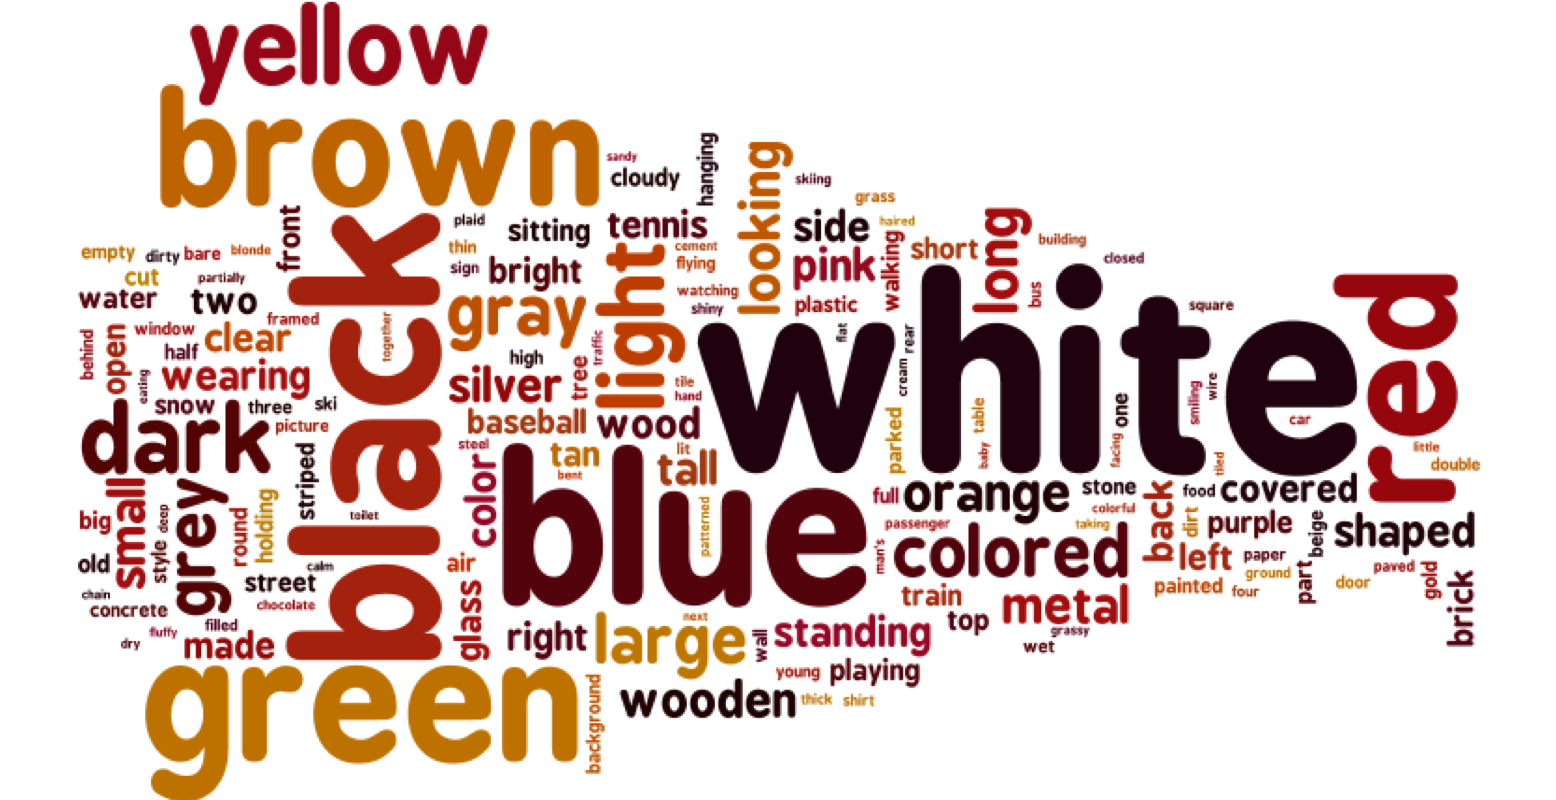 yellow
brown
sandy
cloudy
hanging
looking
skiing
grass
haired
side
pink
plastic
walking
short
long
building
bus
closed
square
plaid
sitting
tennis
thin
sign
bright
cement
flying
watching
shiny
light
gray
front
black
together
empty
dirty
bare
blonde
cut
partially
water
two
framed
window
clear
behind
open
half
wearing
eating
snow
three
ski
picture
dark
high
tree
traffic
silver
tile
hand
baseball
wood
steel
tan
bent
lit
tall
color
white
flat
rear
cream
parked
table
baby
facing
one
smiling
wire
tiled
car
red
little
double
striped
toilet
big
small
deep
style
grey
round
holding
old
chain
concrete
calm
street
chocolate
filled
fluffy
dry
made
air
glass
blue
patterned
full
orange
stone
colorful
passenger
taking
man's
colored
back
food
covered
dirt
purple
beige
shaped
left
paper
ground
part
door
paved
gold
brick
painted
four
train
metal
top
grassy
wet
right
large
next
wall
standing
young
playing
green
background
wooden
thick
shirt